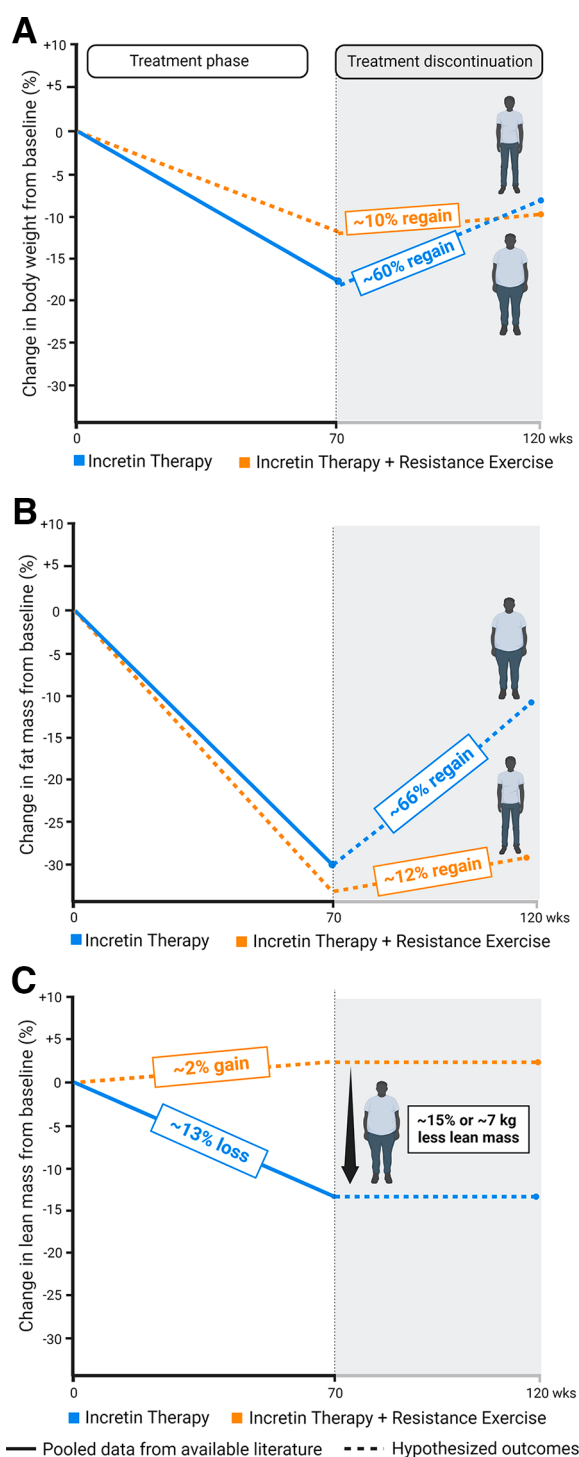 A
Change in body weight from baseline (%)
+10
+5
0
-5
-10
-15
-20
-25
-30
Treatment phase
Treatment discontinuation
~10% regain
~60% regain
0
70
120 wks
Incretin Therapy
Incretin Therapy + Resistance Exercise
B
Change in fat mass from baseline (%)
+10
+5
0
-5
-10
-15
-20
-25
-30
~66% regain
~12% regain
0
70
120 wks
Incretin Therapy
Incretin Therapy + Resistance Exercise
C
Change in lean mass from baseline (%)
+10
+5
0
-5
-10
-15
-20
-25
-30
~2% gain
~13% loss
~15% or ~7 kg
less lean mass
0
70
120 wks
Incretin Therapy
Incretin Therapy + Resistance Exercise
Pooled data from available literature
Hypothesized outcomes